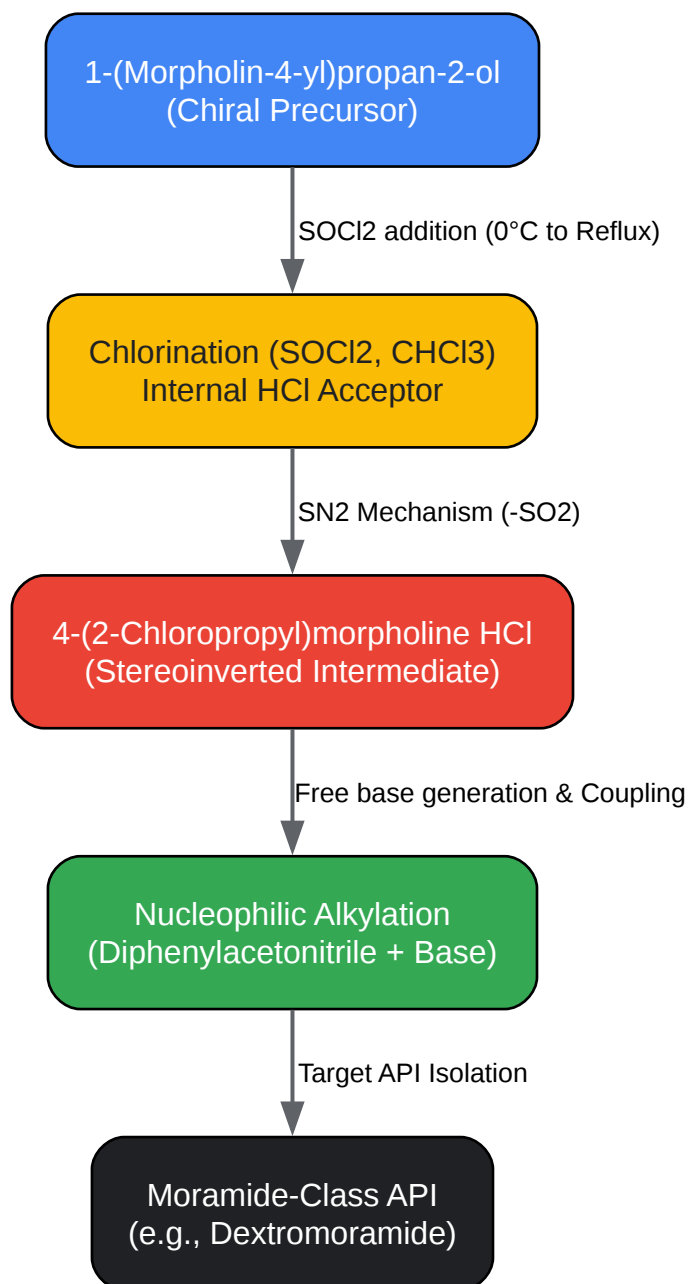 1-(Morpholin-4-yl)propan-2-ol
(Chiral Precursor)
SOCl2 addition (0°C to Reflux)
Chlorination (SOCl2, CHCl3)
Internal HCl Acceptor
SN2 Mechanism (-SO2)
4-(2-Chloropropyl)morpholine HCl
(Stereoinverted Intermediate)
Free base generation & Coupling
Nucleophilic Alkylation
(Diphenylacetonitrile + Base)
Target API Isolation
Moramide-Class API
(e.g., Dextromoramide)